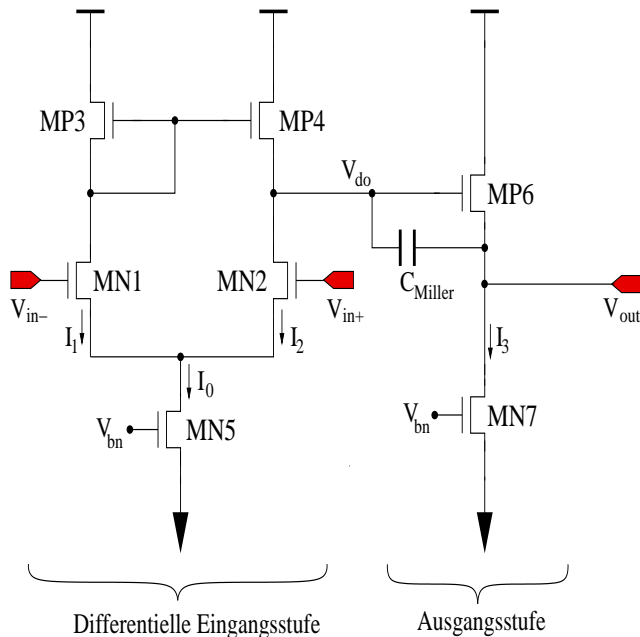 MP3
MP4
V_do
MP6
MN1
MN2
C_Miller
V_in−
V_in+
V_out
I_1
I_2
I_3
I_0
V_bn
MN5
V_bn
MN7
Differentielle Eingangsstufe
Ausgangsstufe